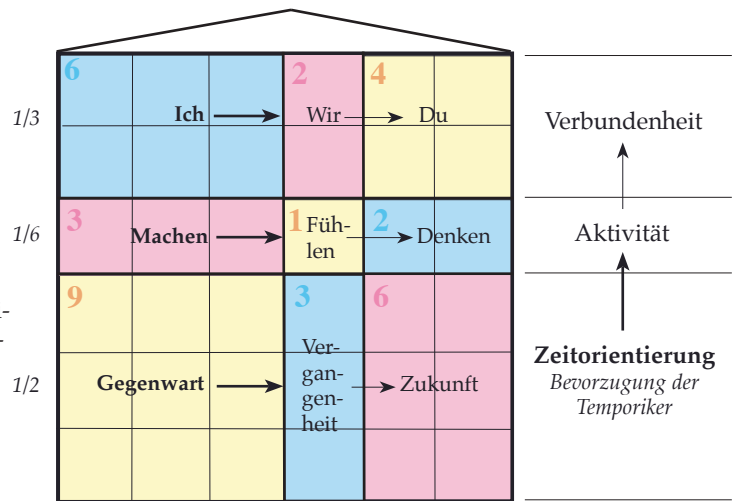 6 2 4
1/3 Ich Wir Du Verbundenheit
3 1 2
1/6 Machen Füh- Denken Aktivität
len
9 3 6
-
Ver-
gan-
1/2 Gegenwart gen- Zukunft Zeitorientierung
heit Bevorzugung der
Temporiker